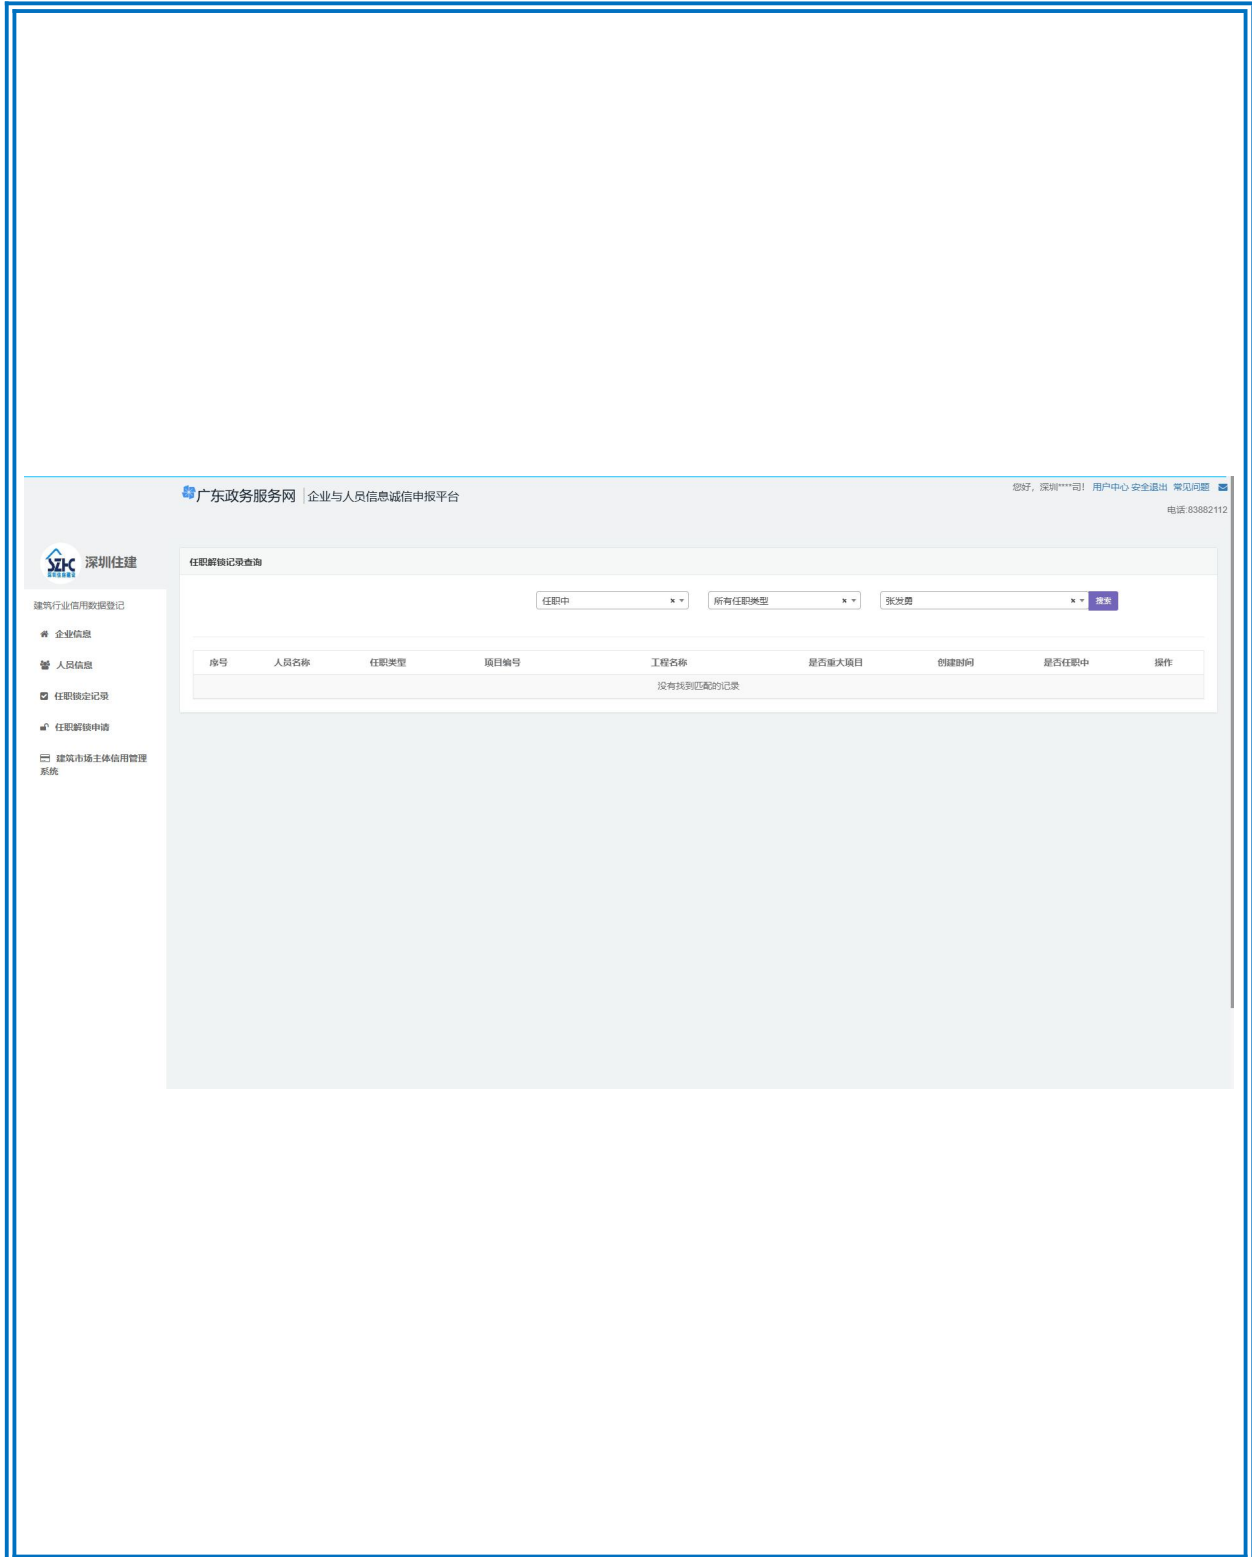 广东政务服务网 企业与人员信息诚信申报平台
您好，深圳****司！ 用户中心 安全退出 常见问题
电话:83882112
深圳住建
任职解锁记录查询
建筑行业信用数据登记
任职中 × 所有任职类型 × 张发勇 × 搜索
企业信息
人员信息
任职锁定记录
任职解锁申请
建筑市场主体信用管理
系统
序号 人员名称 任职类型 项目编号 工程名称 是否重大项目 创建时间 是否任职中 操作
没有找到匹配的记录